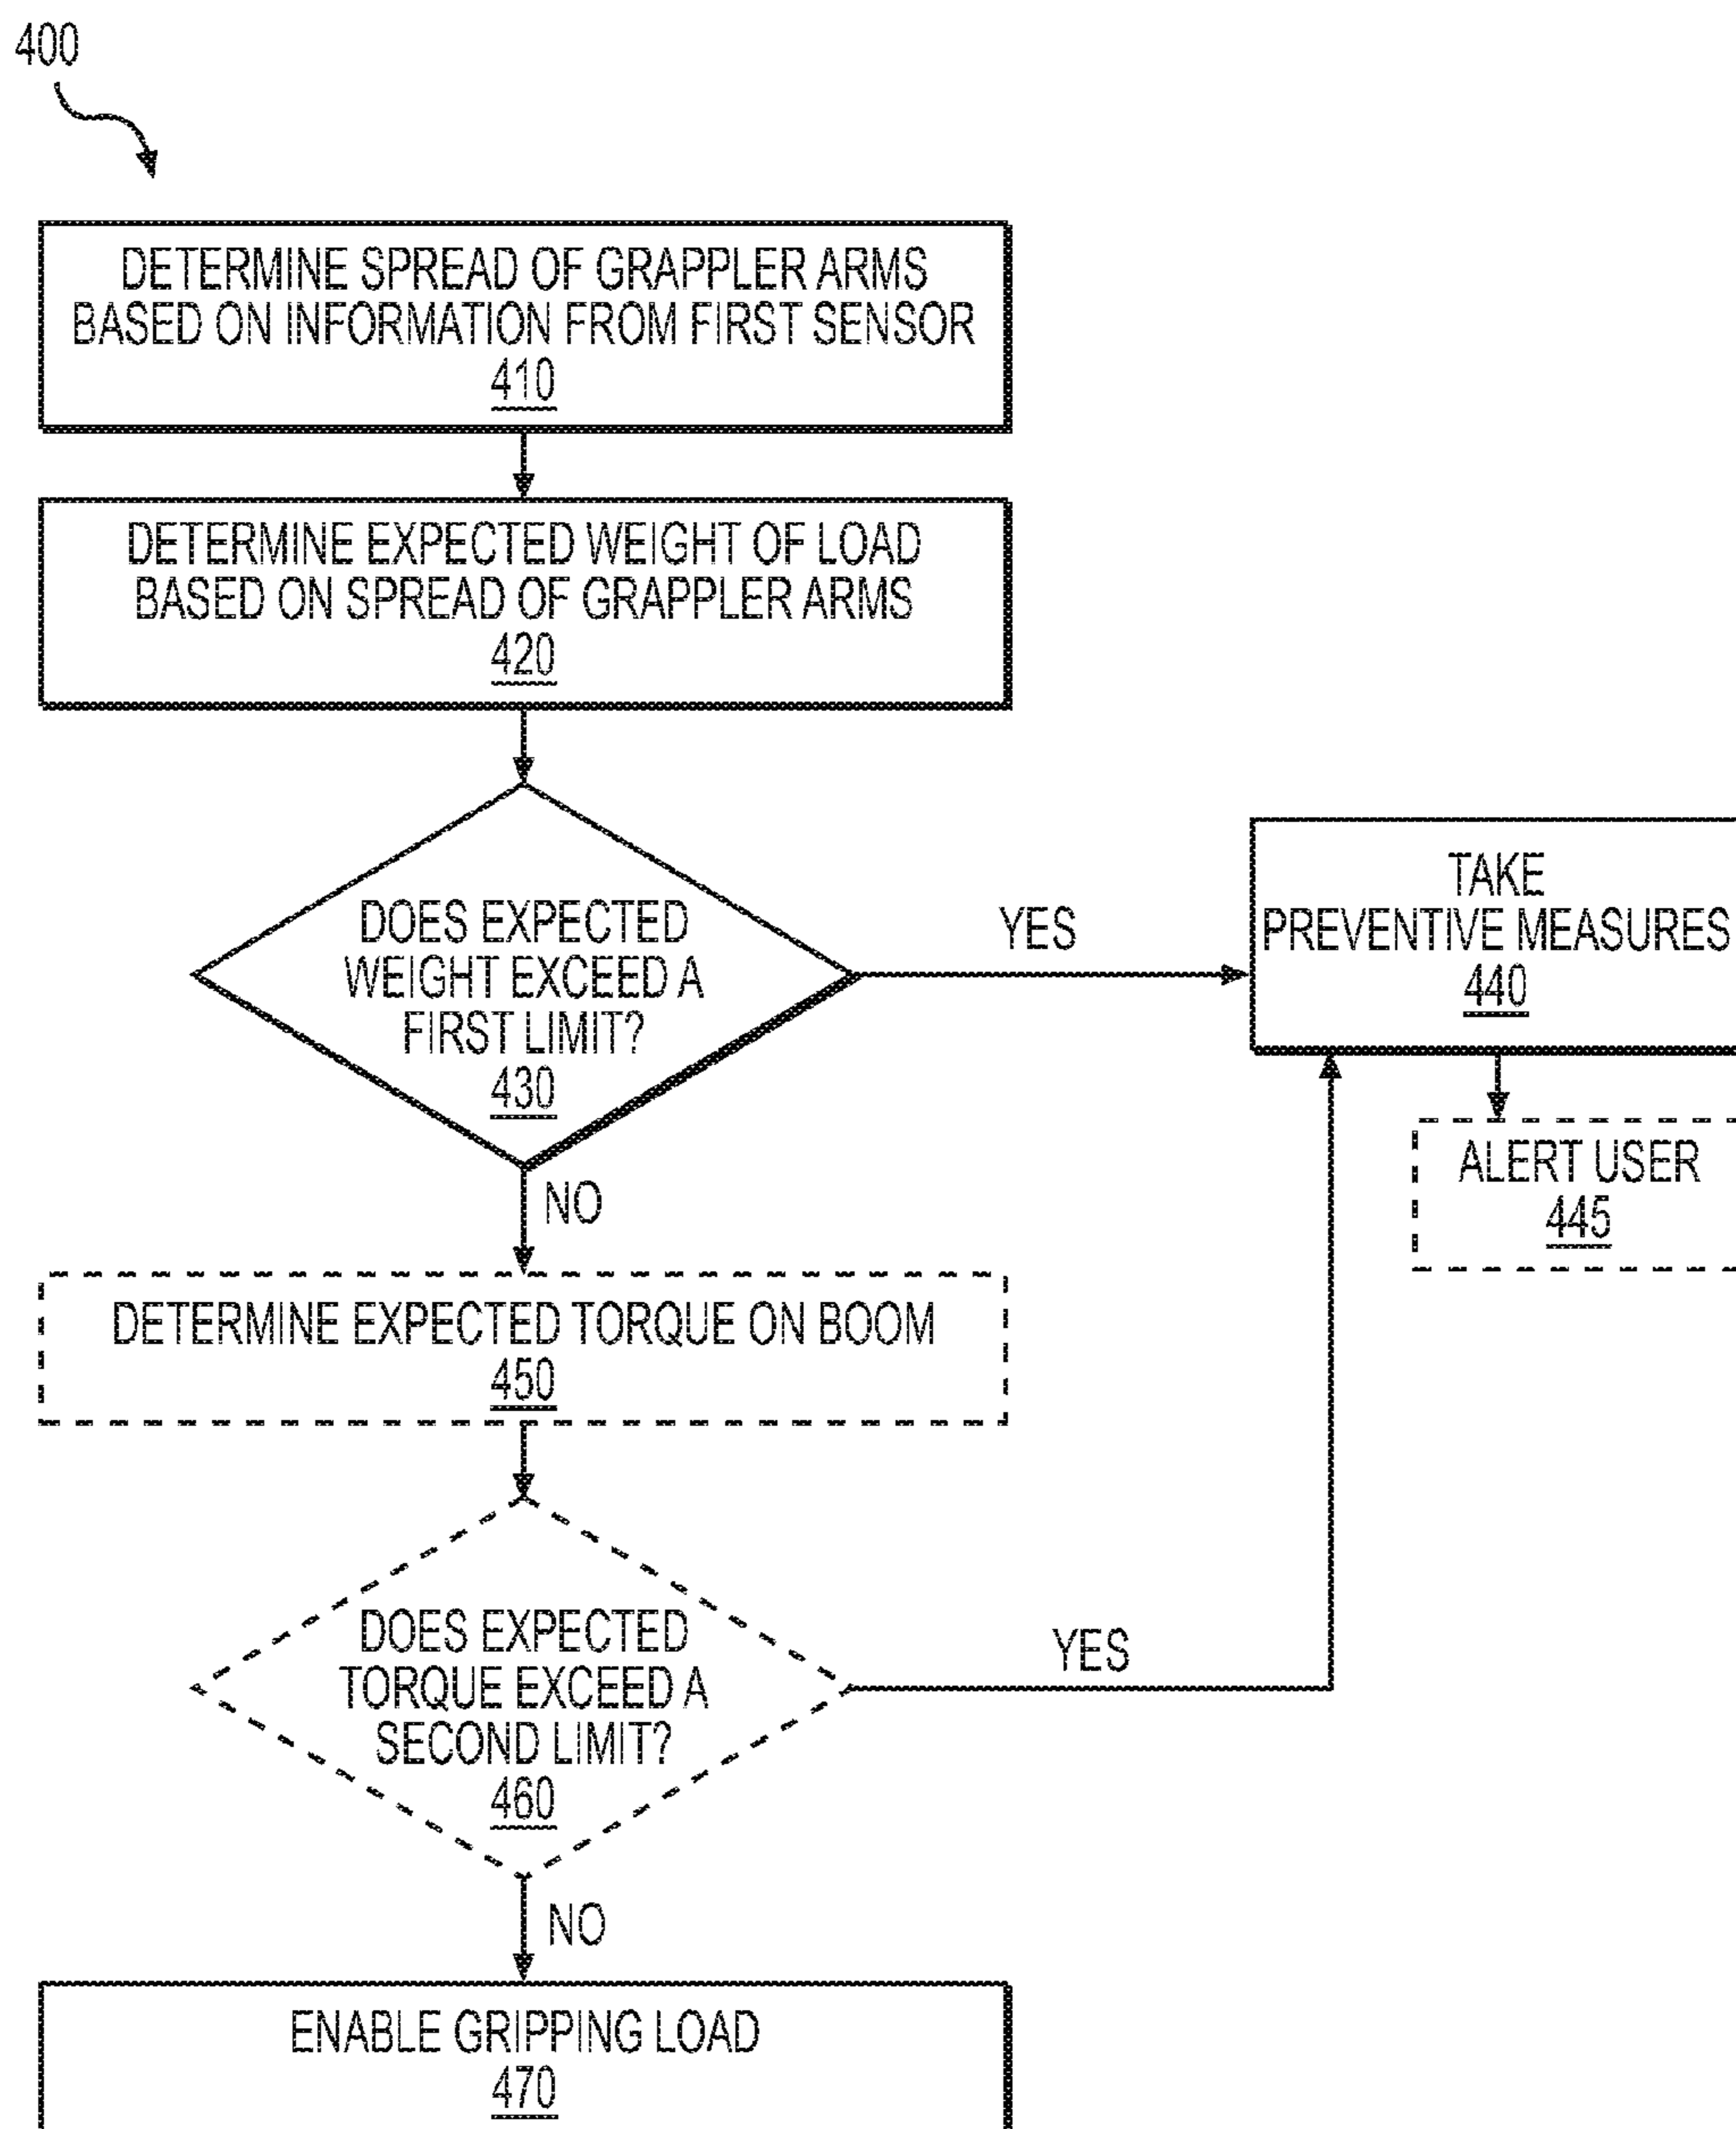 400
DETERMINE SPREAD OF GRAPPLER ARMS
BASED ON INFORMATION FROM FIRST SENSOR
410
DETERMINE EXPECTED WEIGHT OF LOAD
BASED ON SPREAD OF GRAPPLER ARMS
420
DOES EXPECTED
WEIGHT EXCEED A
FIRST LIMIT?
430
YES
TAKE
PREVENTIVE MEASURES
440
ALERT USER
445
NO
DETERMINE EXPECTED TORQUE ON BOOM
450
DOES EXPECTED
TORQUE EXCEED A
SECOND LIMIT?
460
YES
NO
ENABLE GRIPPING LOAD
470